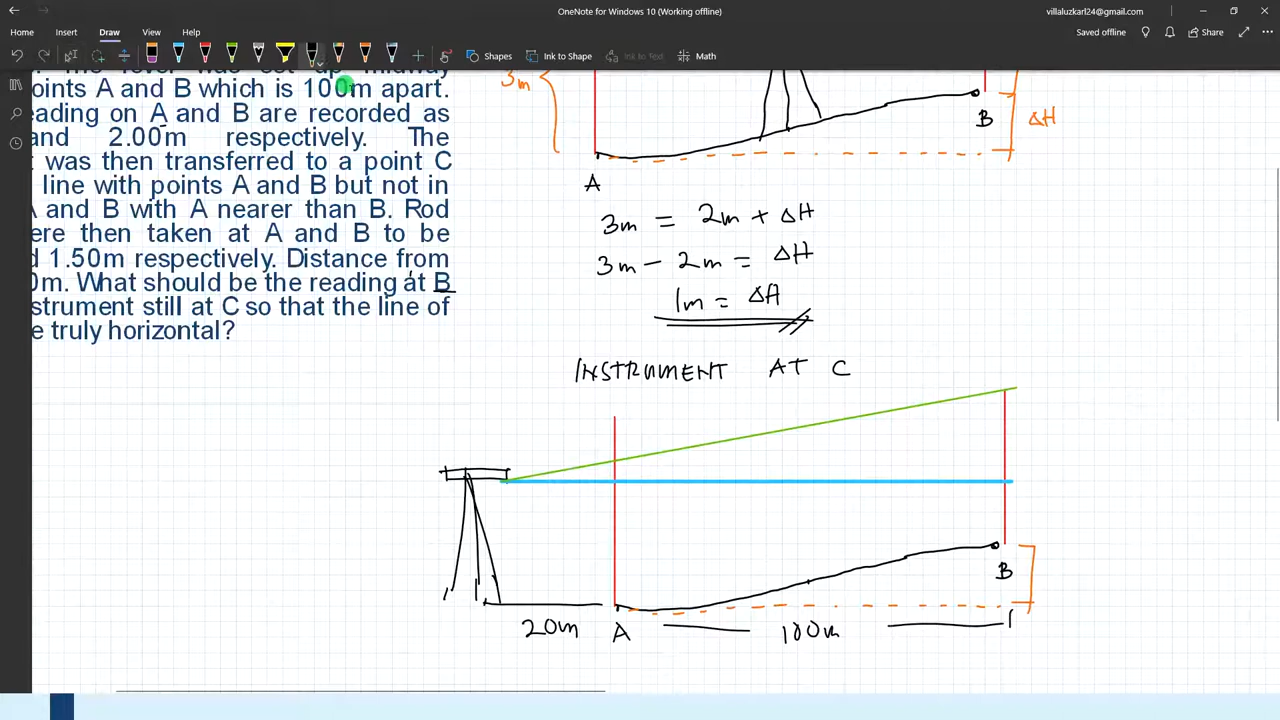 OneNote for Windows 10 (Working offline)
villaluzkarl24@gmail.com
Home Insert Draw View Help
Saved offline
Share
Shapes
Ink to Shape
Ink to Text
Math
oints A and B which is 100m apart.
eading on A and B are recorded as
and 2.00m respectively. The
was then transferred to a point C
line with points A and B but not in
A and B with A nearer than B. Rod
ere then taken at A and B to be
1.50m respectively. Distance from
0m. What should be the reading at B
strument still at C so that the line of
e truly horizontal?
3m
B
ΔH
A
3m = 2m + ΔH
3m - 2m = ΔH
1m = ΔH
INSTRUMENT AT C
B
20m A 100m